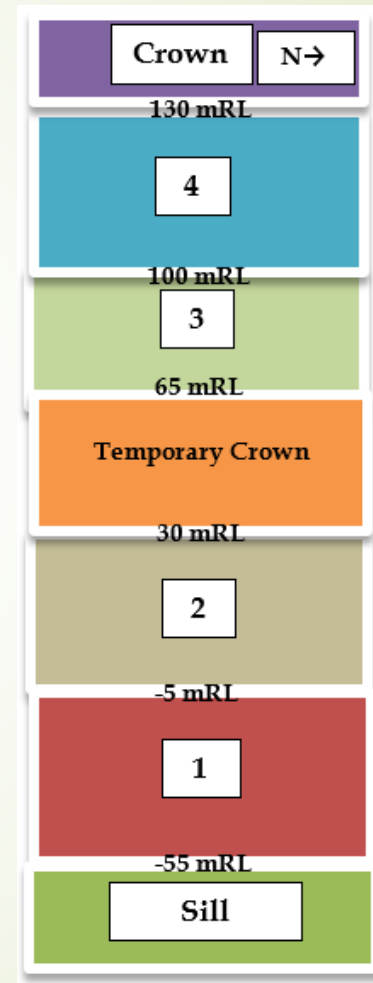 Crown N→
130 mRL
4
100 mRL
3
65 mRL
Temporary Crown
30 mRL
2
-5 mRL
1
-55 mRL
Sill